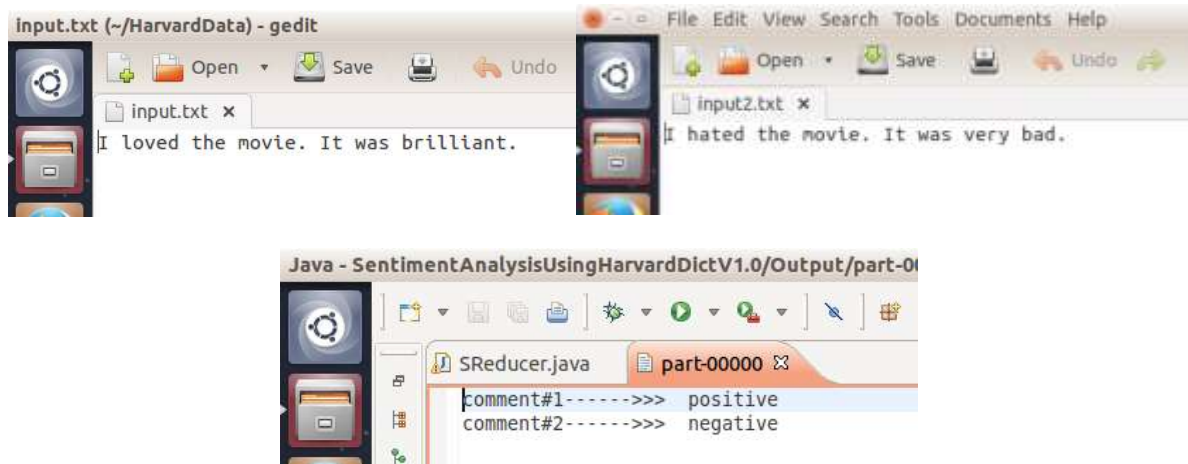 input.txt (~/HarvardData) - gedit
Open Save Undo
input.txt ×
I loved the movie. It was brilliant.
File Edit View Search Tools Documents Help
Open Save Undo
input2.txt ×
I hated the movie. It was very bad.
Java - SentimentAnalysisUsingHarvardDictV1.0/Output/part-00
SReducer.java part-00000
comment#1------>>> positive
comment#2------>>> negative